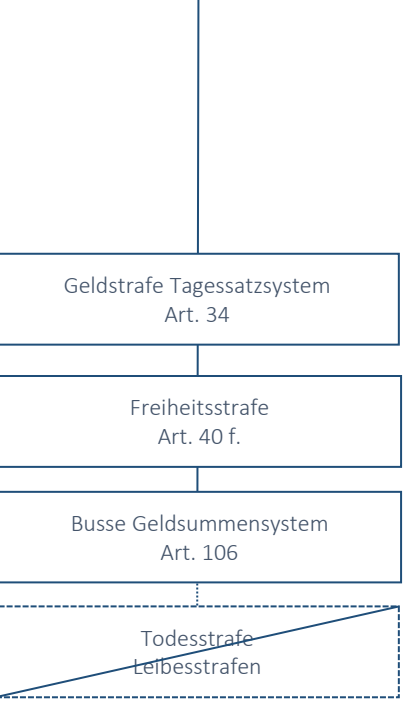 Geldstrafe Tagessatzsystem
Art. 34
Freiheitsstrafe
Art. 40 f.
Busse Geldsummensystem
Art. 106
Todesstrafe
Leibesstrafen